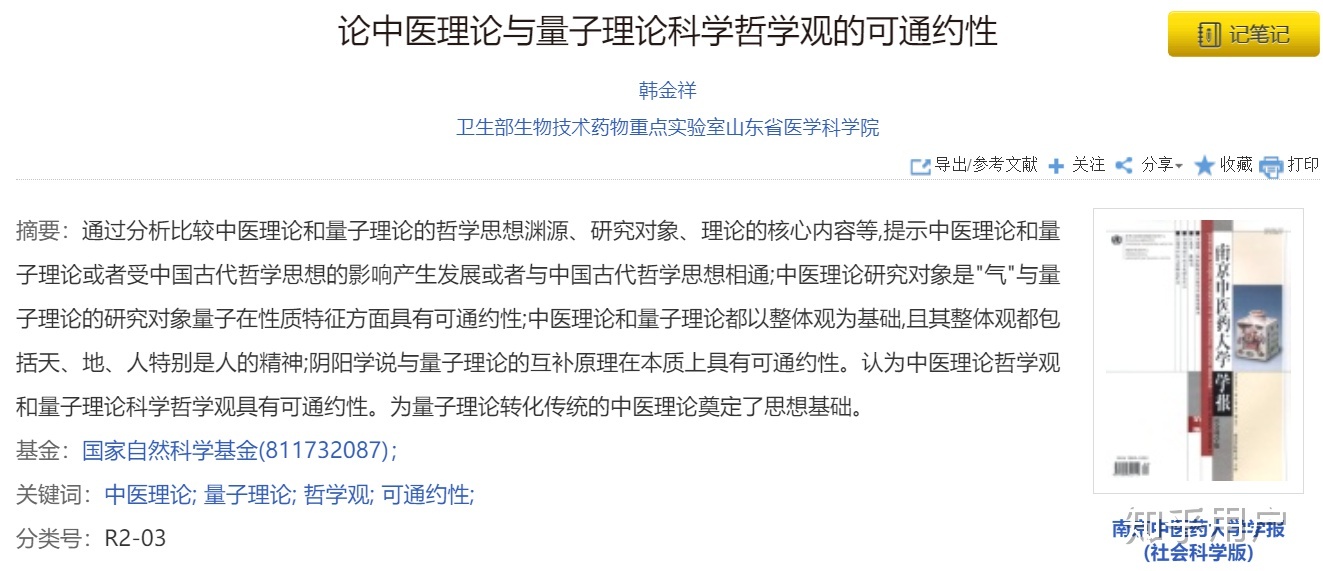 论中医理论与量子理论科学哲学观的可通约性
记笔记
韩金祥
卫生部生物技术药物重点实验室山东省医学科学院
导出/参考文献 关注 分享 收藏 打印
摘要：通过分析比较中医理论和量子理论的哲学思想渊源、研究对象、理论的核心内容等,提示中医理论和量
子理论或者受中国古代哲学思想的影响产生发展或者与中国古代哲学思想相通;中医理论研究对象是"气"与量
子理论的研究对象量子在性质特征方面具有可通约性;中医理论和量子理论都以整体观为基础,且其整体观都包
括天、地、人特别是人的精神;阴阳学说与量子理论的互补原理在本质上具有可通约性。认为中医理论哲学观
和量子理论科学哲学观具有可通约性。为量子理论转化传统的中医理论奠定了思想基础。
基金：国家自然科学基金(811732087)；
关键词：中医理论; 量子理论; 哲学观; 可通约性;
分类号：R2-03
南京中医药大学学报
南京中医药大学学报
(社会科学版)
知乎用户